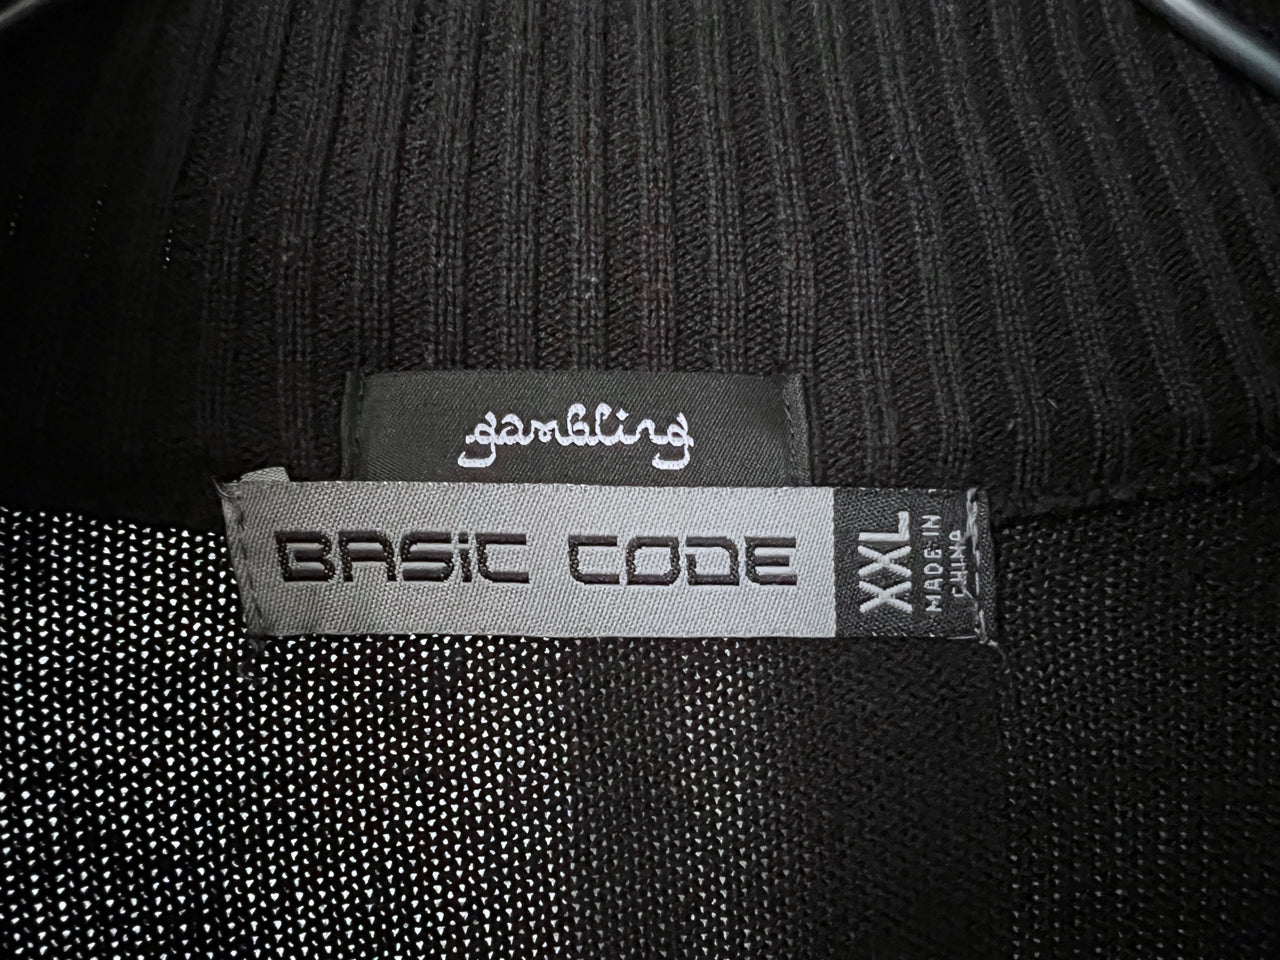 gambling
BASiC CODE
XXL
MADE IN
CHINA